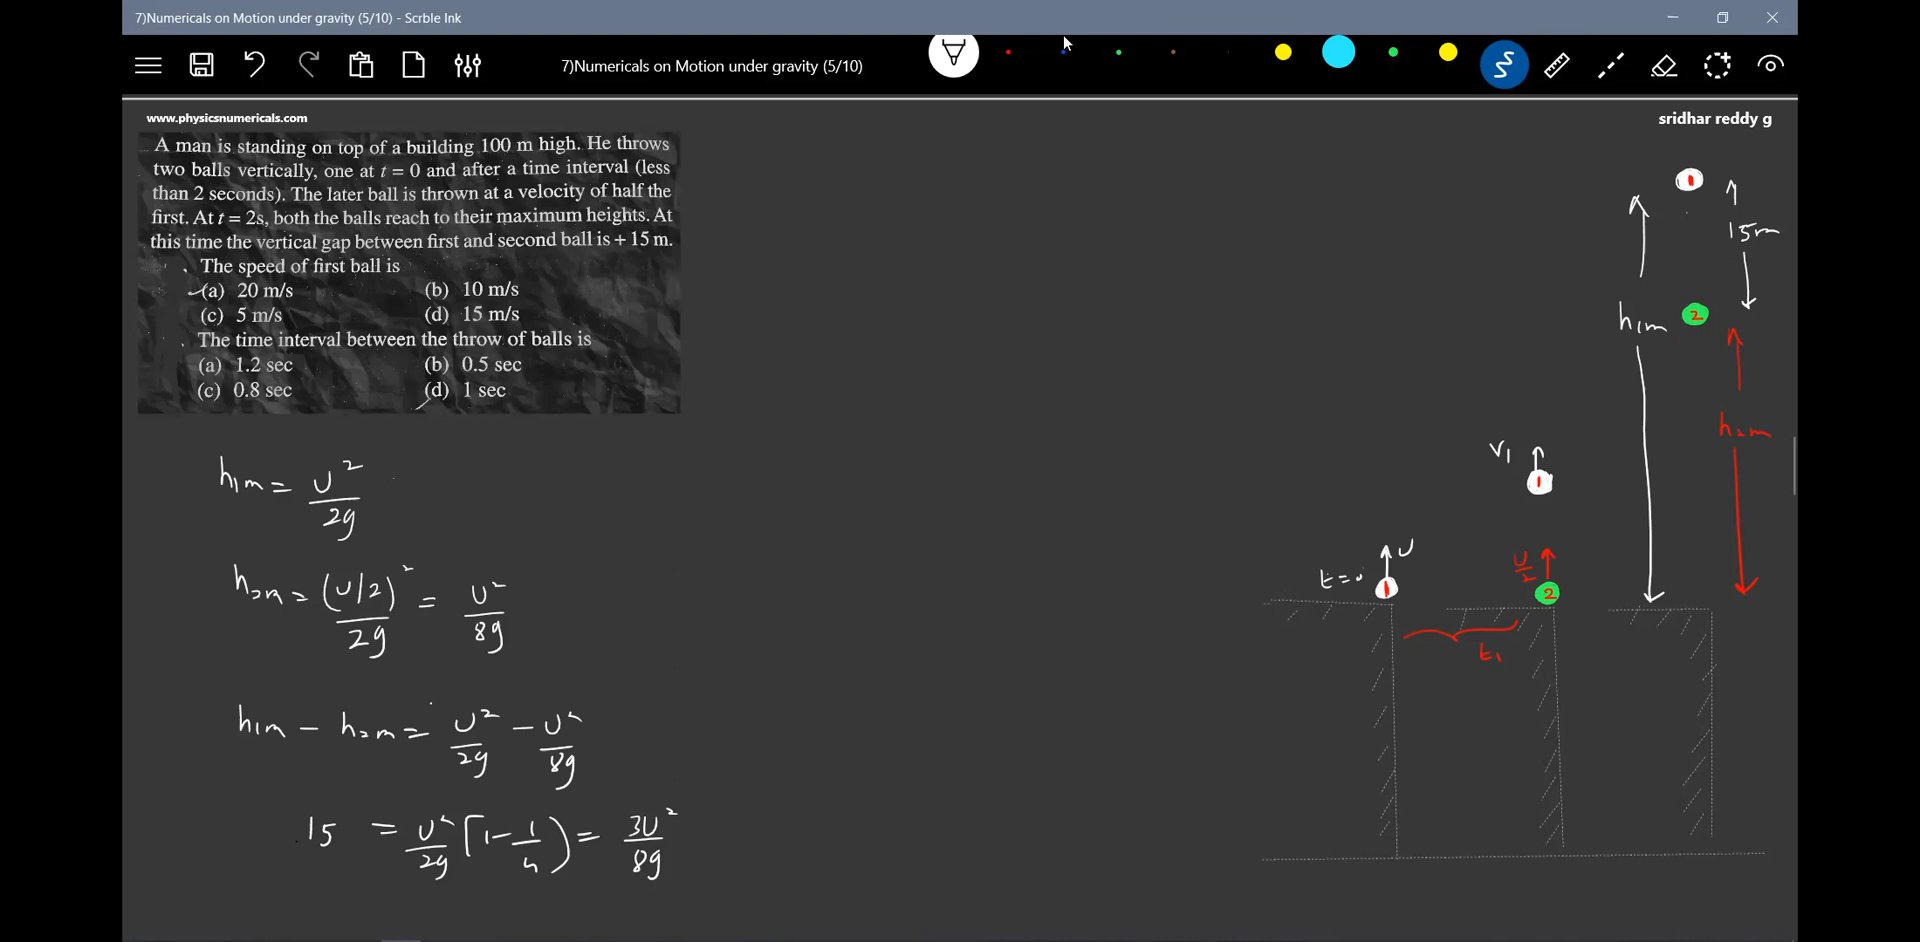 7)Numericals on Motion under gravity (5/10) - Scrble Ink
7)Numericals on Motion under gravity (5/10)
www.physicsnumericals.com
sridhar reddy g
A man is standing on top of a building 100 m high. He throws
two balls vertically, one at t = 0 and after a time interval (less
than 2 seconds). The later ball is thrown at a velocity of half the
first. At t = 2s, both the balls reach to their maximum heights. At
this time the vertical gap between first and second ball is + 15 m.
The speed of first ball is
(a) 20 m/s (b) 10 m/s
(c) 5 m/s (d) 15 m/s
The time interval between the throw of balls is
(a) 1.2 sec (b) 0.5 sec
(c) 0.8 sec (d) 1 sec
h₁m = U²/2g
h₂m = (U/2)²/2g = U²/8g
h₁m - h₂m = U²/2g - U²/8g
15 = U²/2g [1 - 1/4) = 3U²/8g
1
15m
h₁m
2
h₂m
V₁
1
t=0
U
1
U/2
2
t₁